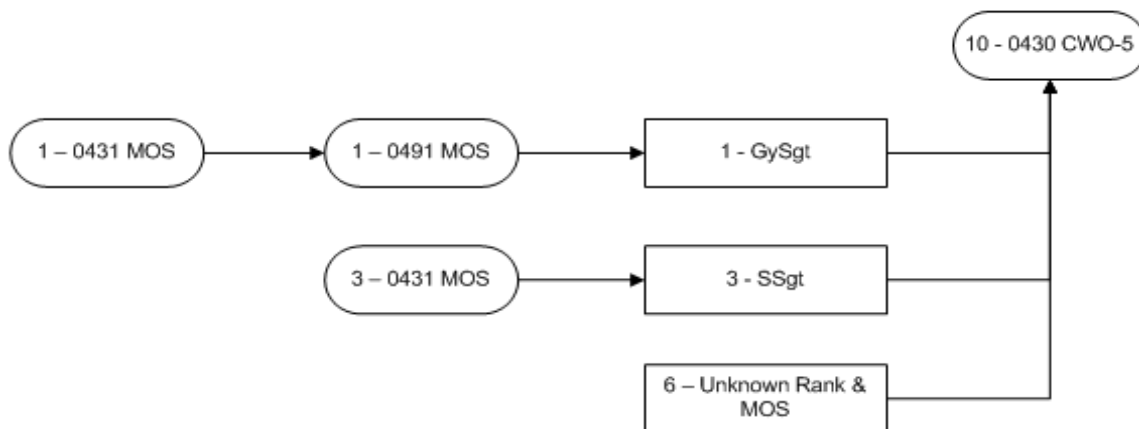 10 - 0430 CWO-5
1 – 0431 MOS
1 – 0491 MOS
1 - GySgt
3 – 0431 MOS
3 - SSgt
6 – Unknown Rank &
MOS